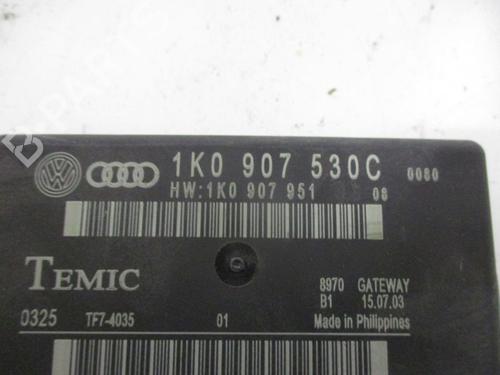 1K0 907 530C 0080
HW:1K0 907 951 08
TEMIC
8970 GATEWAY
B1 15.07.03
0325 TF7-4035 01 Made in Philippines